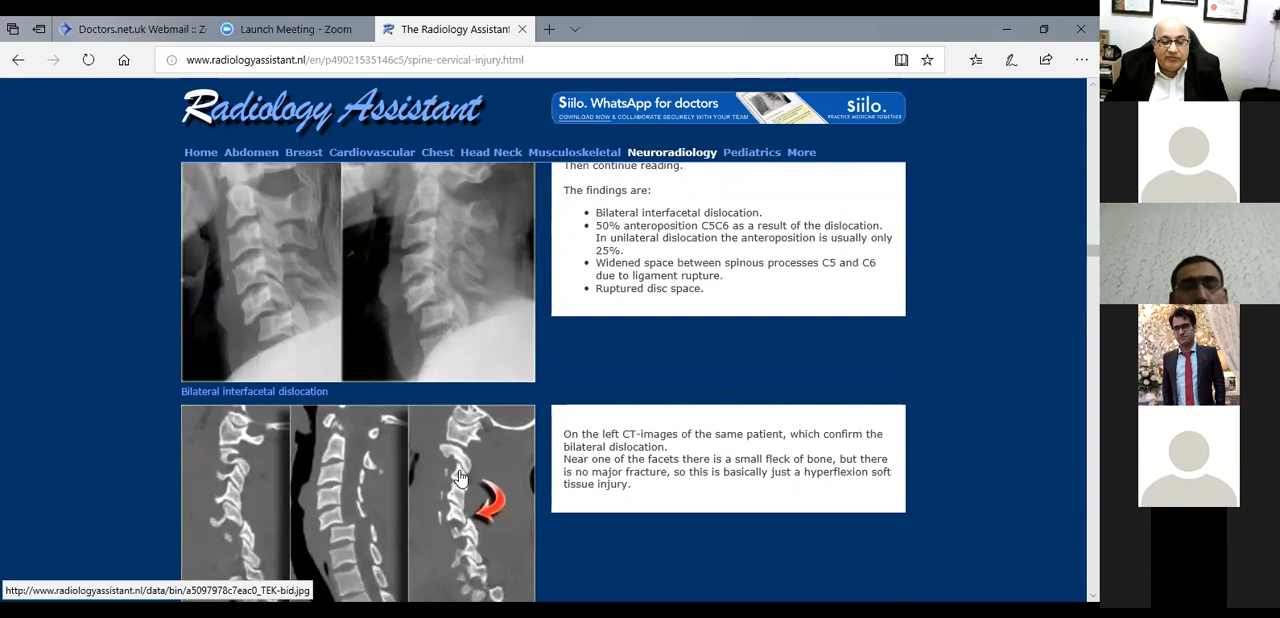 Doctors.net.uk Webmail :: Z
Launch Meeting - Zoom
The Radiology Assistant
www.radiologyassistant.nl/en/p49021535146c5/spine-cervical-injury.html
Radiology Assistant
Siilo. WhatsApp for doctors
DOWNLOAD NOW & COLLABORATE SECURELY WITH YOUR TEAM
siilo.
PRACTICE MEDICINE TOGETHER
Home Abdomen Breast Cardiovascular Chest Head Neck Musculoskeletal Neuroradiology Pediatrics More
Then continue reading.
The findings are:
• Bilateral interfacetal dislocation.
• 50% anteroposition C5C6 as a result of the dislocation.
In unilateral dislocation the anteroposition is usually only
25%.
• Widened space between spinous processes C5 and C6
due to ligament rupture.
• Ruptured disc space.
Bilateral interfacetal dislocation
On the left CT-images of the same patient, which confirm the
bilateral dislocation.
Near one of the facets there is a small fleck of bone, but there
is no major fracture, so this is basically just a hyperflexion soft
tissue injury.
http://www.radiologyassistant.nl/data/bin/a5097978c7eac0_TEK-bid.jpg